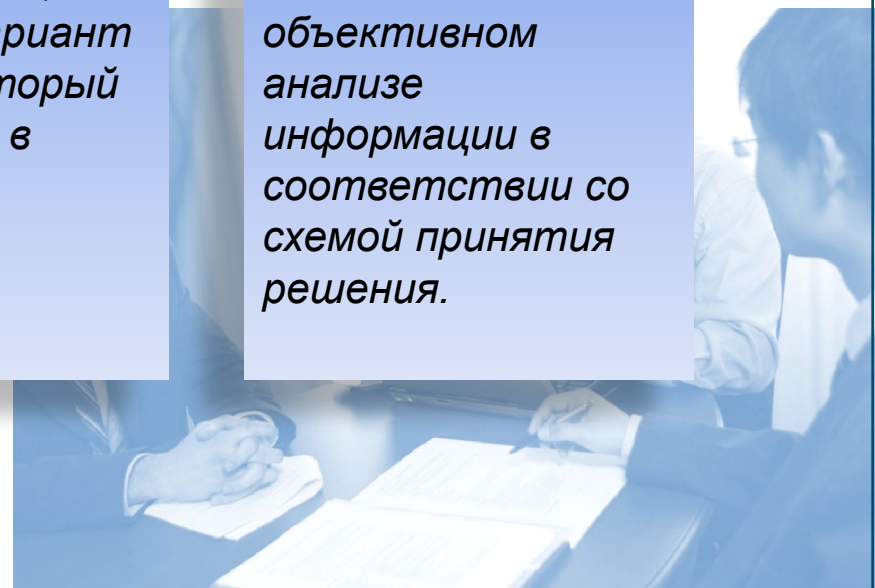 риант
торый
в
объективном
анализе
информации в
соответствии со
схемой принятия
решения.